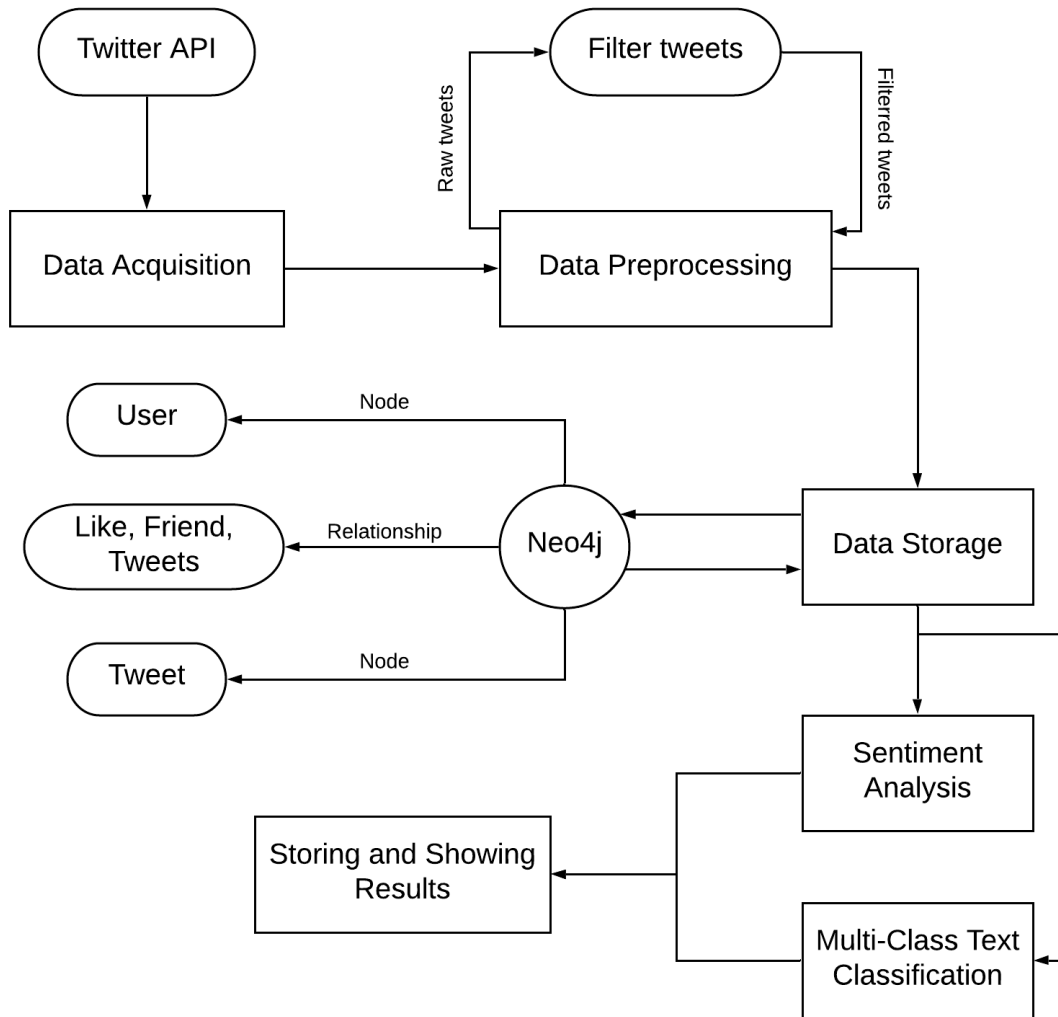 Twitter API
Filter tweets
Raw tweets
Filterred tweets
Data Acquisition
Data Preprocessing
User
Node
Like, Friend,
Tweets
Relationship
Neo4j
Data Storage
Tweet
Node
Sentiment
Analysis
Storing and Showing
Results
Multi-Class Text
Classification